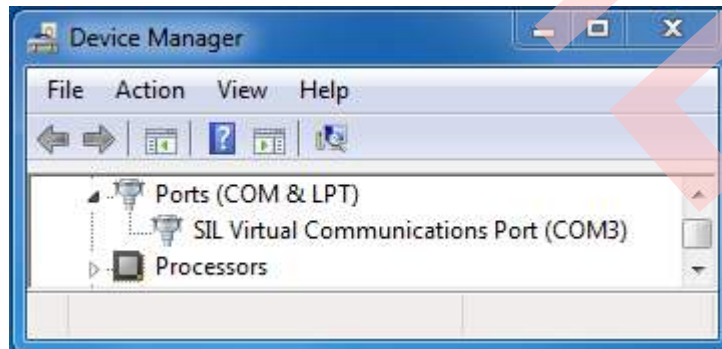 Device Manager
File Action View Help
Ports (COM & LPT)
SIL Virtual Communications Port (COM3)
Processors